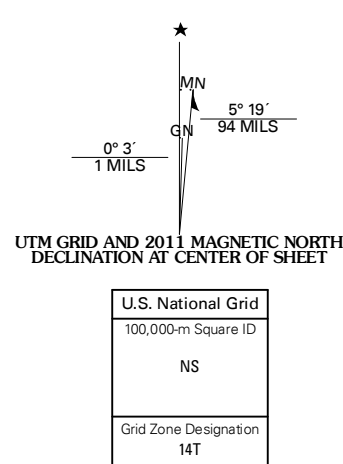 ★
MN
5° 19´
94 MILS
GN
0° 3´
1 MILS
UTM GRID AND 2011 MAGNETIC NORTH
DECLINATION AT CENTER OF SHEET
U.S. National Grid
100,000-m Square ID
NS
Grid Zone Designation
14T